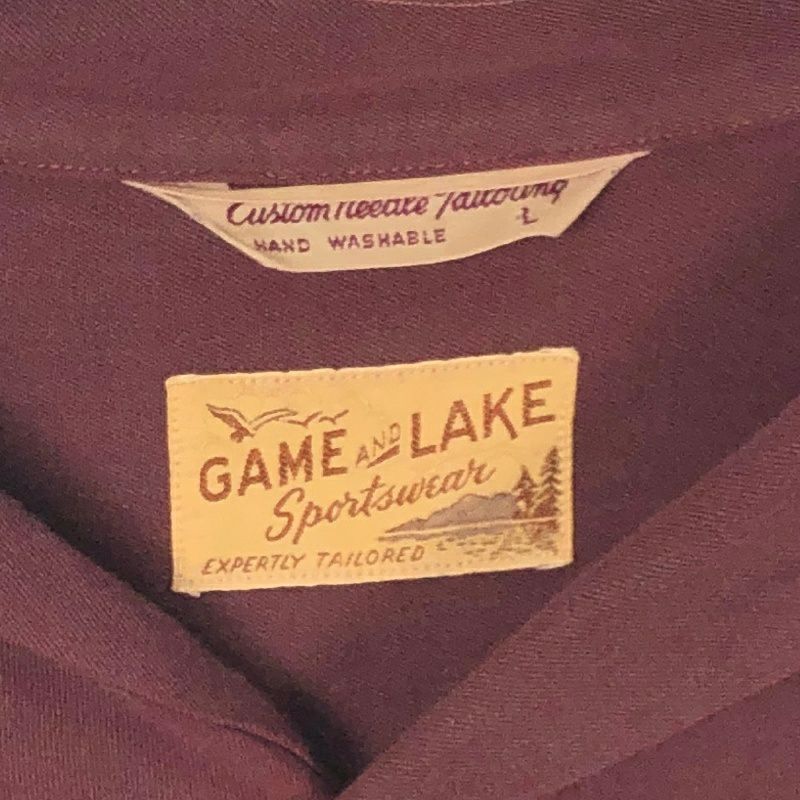 Custom Needle Tailoring
HAND WASHABLE L
GAME AND LAKE
Sportswear
EXPERTLY TAILORED